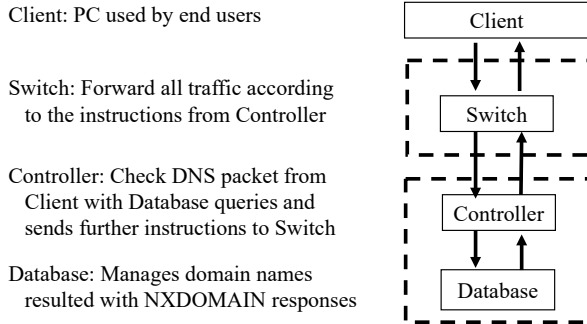 Client: PC used by end users
Client
Switch: Forward all traffic according
to the instructions from Controller
Switch
Controller: Check DNS packet from
Client with Database queries and
sends further instructions to Switch
Controller
Database: Manages domain names
resulted with NXDOMAIN responses
Database